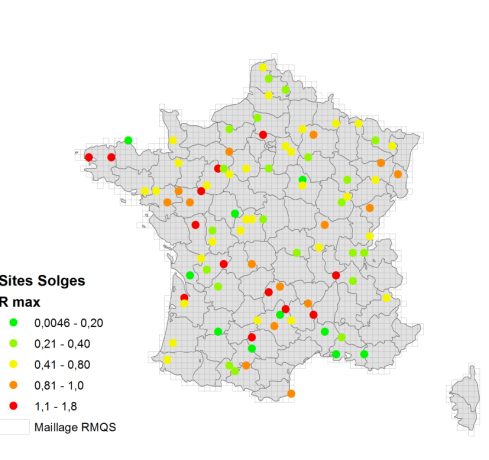 Sites Solges
R max
0,0046 - 0,20
0,21 - 0,40
0,41 - 0,80
0,81 - 1,0
1,1 - 1,8
Maillage RMQS